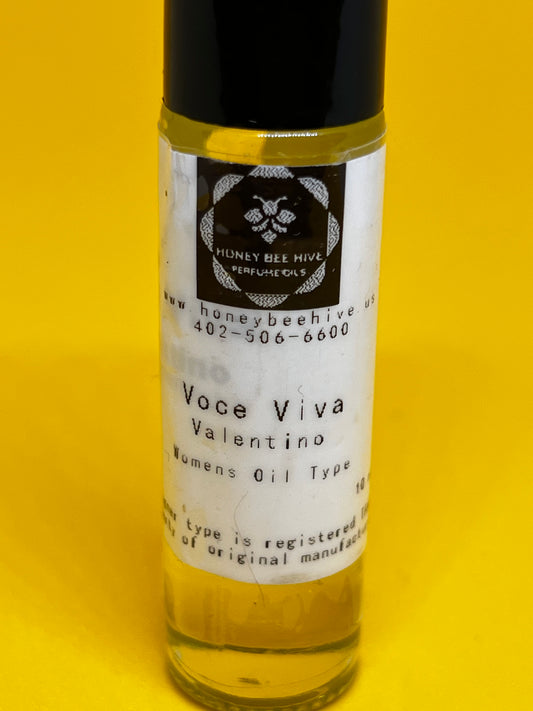 HONEY BEE HIVE
PERFUME OILS
www.honeybeehive.us
402-506-6600
Voce Viva
Valentino
Womens Oil Type
10
type is registered
of original